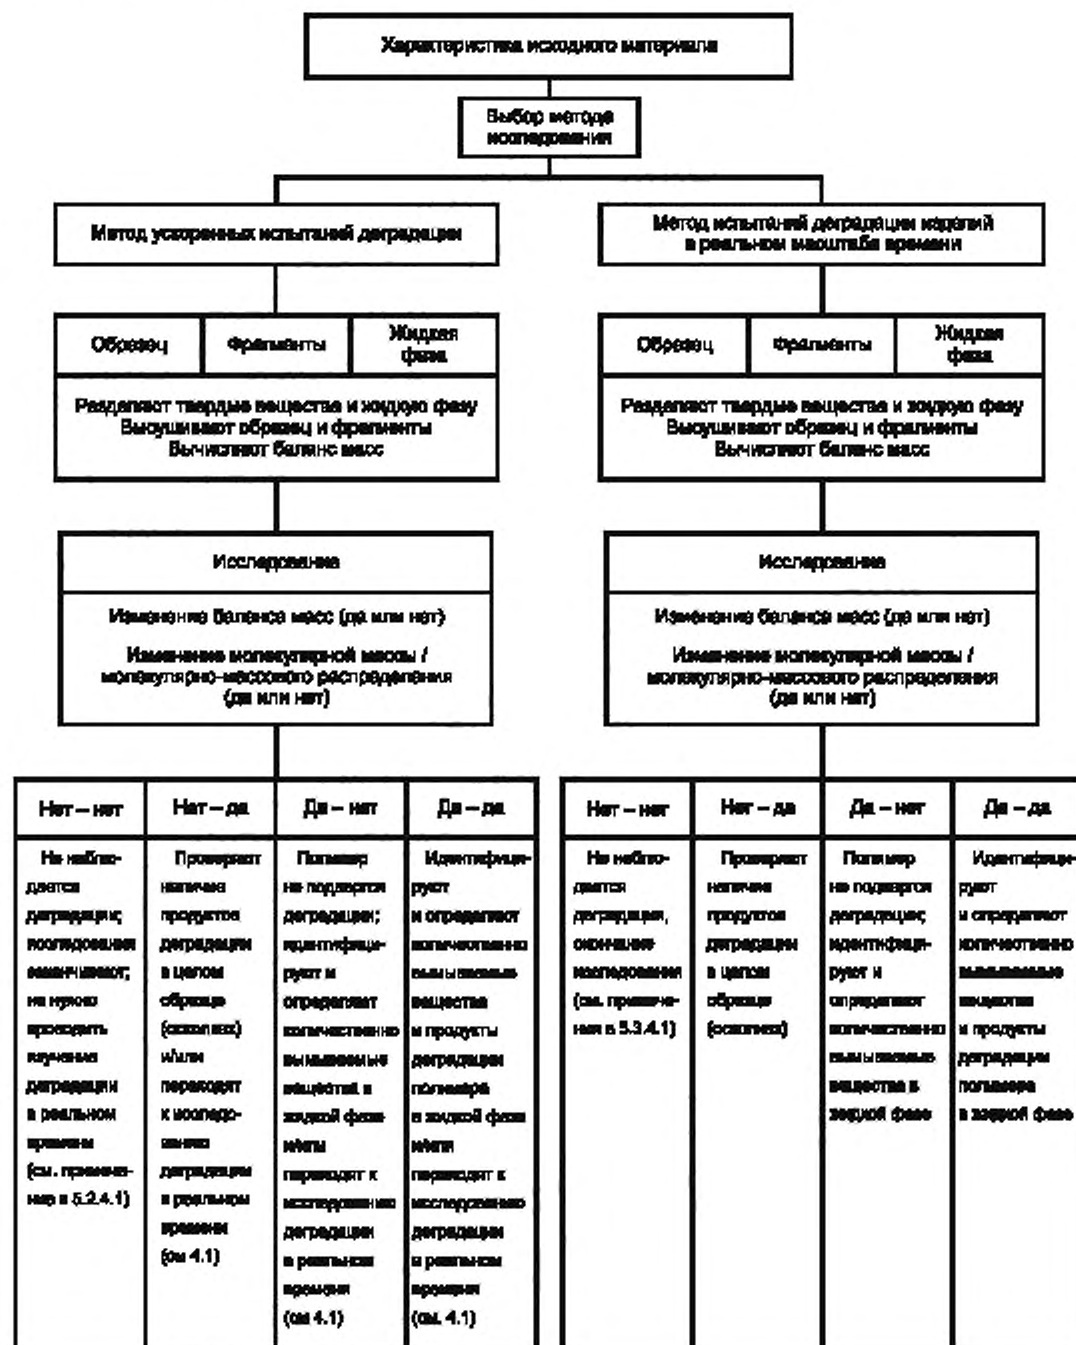 Характеристика исходного материала
Выбор метода
исследования
Метод ускоренных испытаний деградации
Метод испытаний деградации изделий
в реальном масштабе времени
Образец
Фрагменты
Жидкая
фаза
Разделяют твердые вещества и жидкую фазу
Высушивают образец и фрагменты
Вычисляют баланс масс
Образец
Фрагменты
Жидкая
фаза
Разделяют твердые вещества и жидкую фазу
Высушивают образец и фрагменты
Вычисляют баланс масс
Исследование
Изменение баланса масс (да или нет)
Изменение молекулярной массы /
молекулярно-массового распределения
(да или нет)
Исследование
Изменение баланса масс (да или нет)
Изменение молекулярной массы /
молекулярно-массового распределения
(да или нет)
Нет – нет
Не наблю-
дается
деградации;
исследования
заканчивают;
не нужно
проводить
изучение
деградации
в реальном
времени
(см. примеча-
ние в 5.2.4.1)
Нет – да
Проверяют
наличие
продуктов
деградации
в целом
образце
(осколках)
и/или
переходят
к исследо-
ванию
деградации
в реальном
времени
(см 4.1)
Да – нет
Полимер
не подвергся
деградации;
идентифици-
руют и
определяет
количественно
вымываемые
вещества в
жидкой фазе
и/или
переходят к
исследованию
деградации
в реальном
времени
(см 4.1)
Да – да
Идентифици-
руют
и определяют
количественно
вымываемые
вещества
и продукты
деградации
полимера
в жидкой фазе
и/или
переходят к
исследованию
деградации
в реальном
времени
(см. 4.1)
Нет – нет
Не наблю-
дается
деградация,
окончание
исследования
(см. примеча-
ния в 5.3.4.1)
Нет – да
Проверяют
наличие
продуктов
деградации
в целом
образце
(осколках)
Да – нет
Полимер
не подвергся
деградации;
идентифици-
руют и
определяют
количественно
вымываемые
вещества в
жидкой фазе
Да – да
Идентифици-
руют
и определяют
количественно
вымываемые
и продукты
деградации
полимера
в жидкой фазе